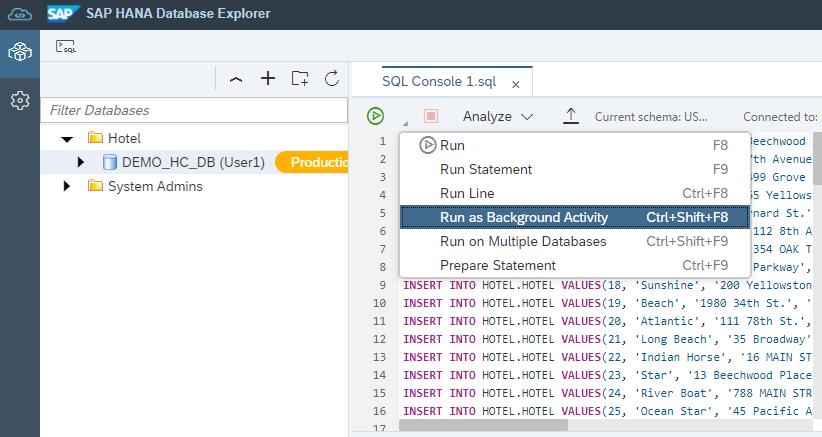 SAP SAP HANA Database Explorer
SQL
SQL Console 1.sql ×
Filter Databases
Analyze Current schema: US... Connected to:
Hotel
DEMO_HC_DB (User1) Productio
System Admins
Run F8
Run Statement F9
Run Line Ctrl+F8
Run as Background Activity Ctrl+Shift+F8
Run on Multiple Databases Ctrl+Shift+F9
Prepare Statement Ctrl+F9
1 Beechwood
2 7th Avenue
3 499 Grove
4 65 Yellowst
5 rnard St.'
6 112 8th A
7 354 OAK T
8 Parkway',
9 INSERT INTO HOTEL.HOTEL VALUES(18, 'Sunshine', '200 Yellowston
10 INSERT INTO HOTEL.HOTEL VALUES(19, 'Beach', '1980 34th St.', '
11 INSERT INTO HOTEL.HOTEL VALUES(20, 'Atlantic', '111 78th St.',
12 INSERT INTO HOTEL.HOTEL VALUES(21, 'Long Beach', '35 Broadway'
13 INSERT INTO HOTEL.HOTEL VALUES(22, 'Indian Horse', '16 MAIN ST
14 INSERT INTO HOTEL.HOTEL VALUES(23, 'Star', '13 Beechwood Place
15 INSERT INTO HOTEL.HOTEL VALUES(24, 'River Boat', '788 MAIN STR
16 INSERT INTO HOTEL.HOTEL VALUES(25, 'Ocean Star', '45 Pacific A
17